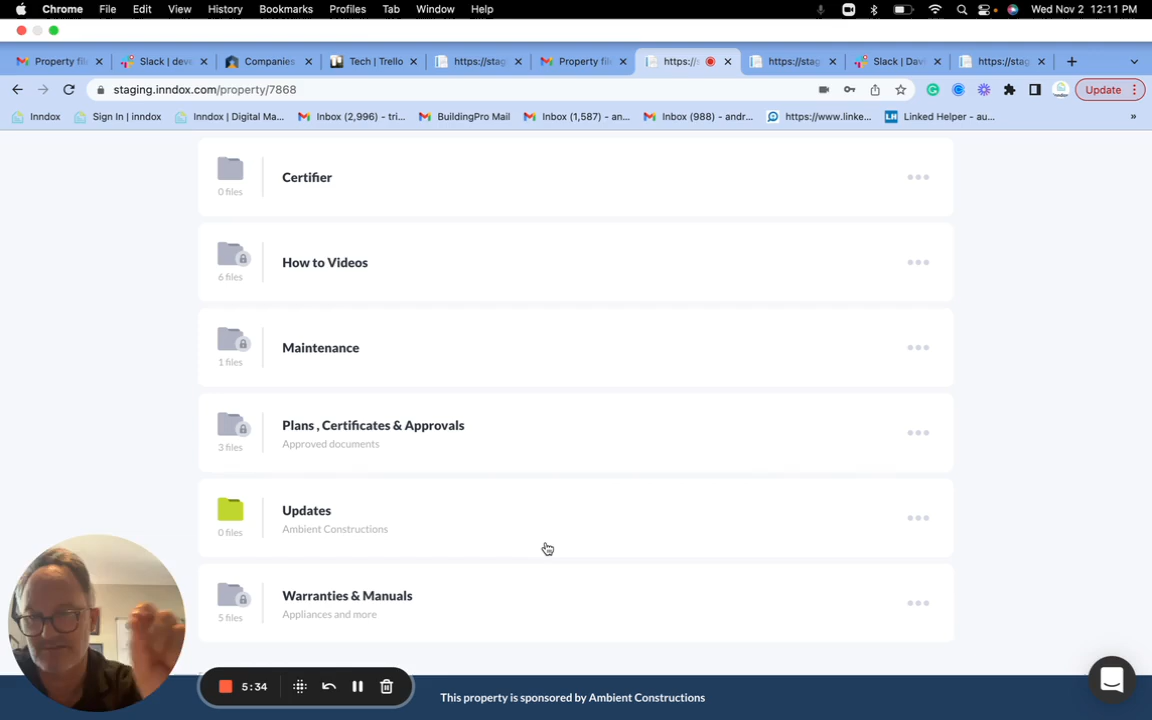 Chrome File Edit View History Bookmarks Profiles Tab Window Help Wed Nov 2 12:11 PM
Property fil Slack | deve Companies Tech | Trello https://stag Property fil https:// https://stag Slack | Dav https://stag
staging.inndox.com/property/7868 Update
Inndox Sign In | inndox Inndox | Digital Ma... Inbox (2,996) - tri... BuildingPro Mail Inbox (1,587) - an... Inbox (988) - andr... https://www.linke... Linked Helper - au... »
Certifier
0 files
How to Videos
6 files
Maintenance
1 files
Plans , Certificates & Approvals
Approved documents
3 files
Updates
Ambient Constructions
0 files
Warranties & Manuals
Appliances and more
5 files
5:34
This property is sponsored by Ambient Constructions